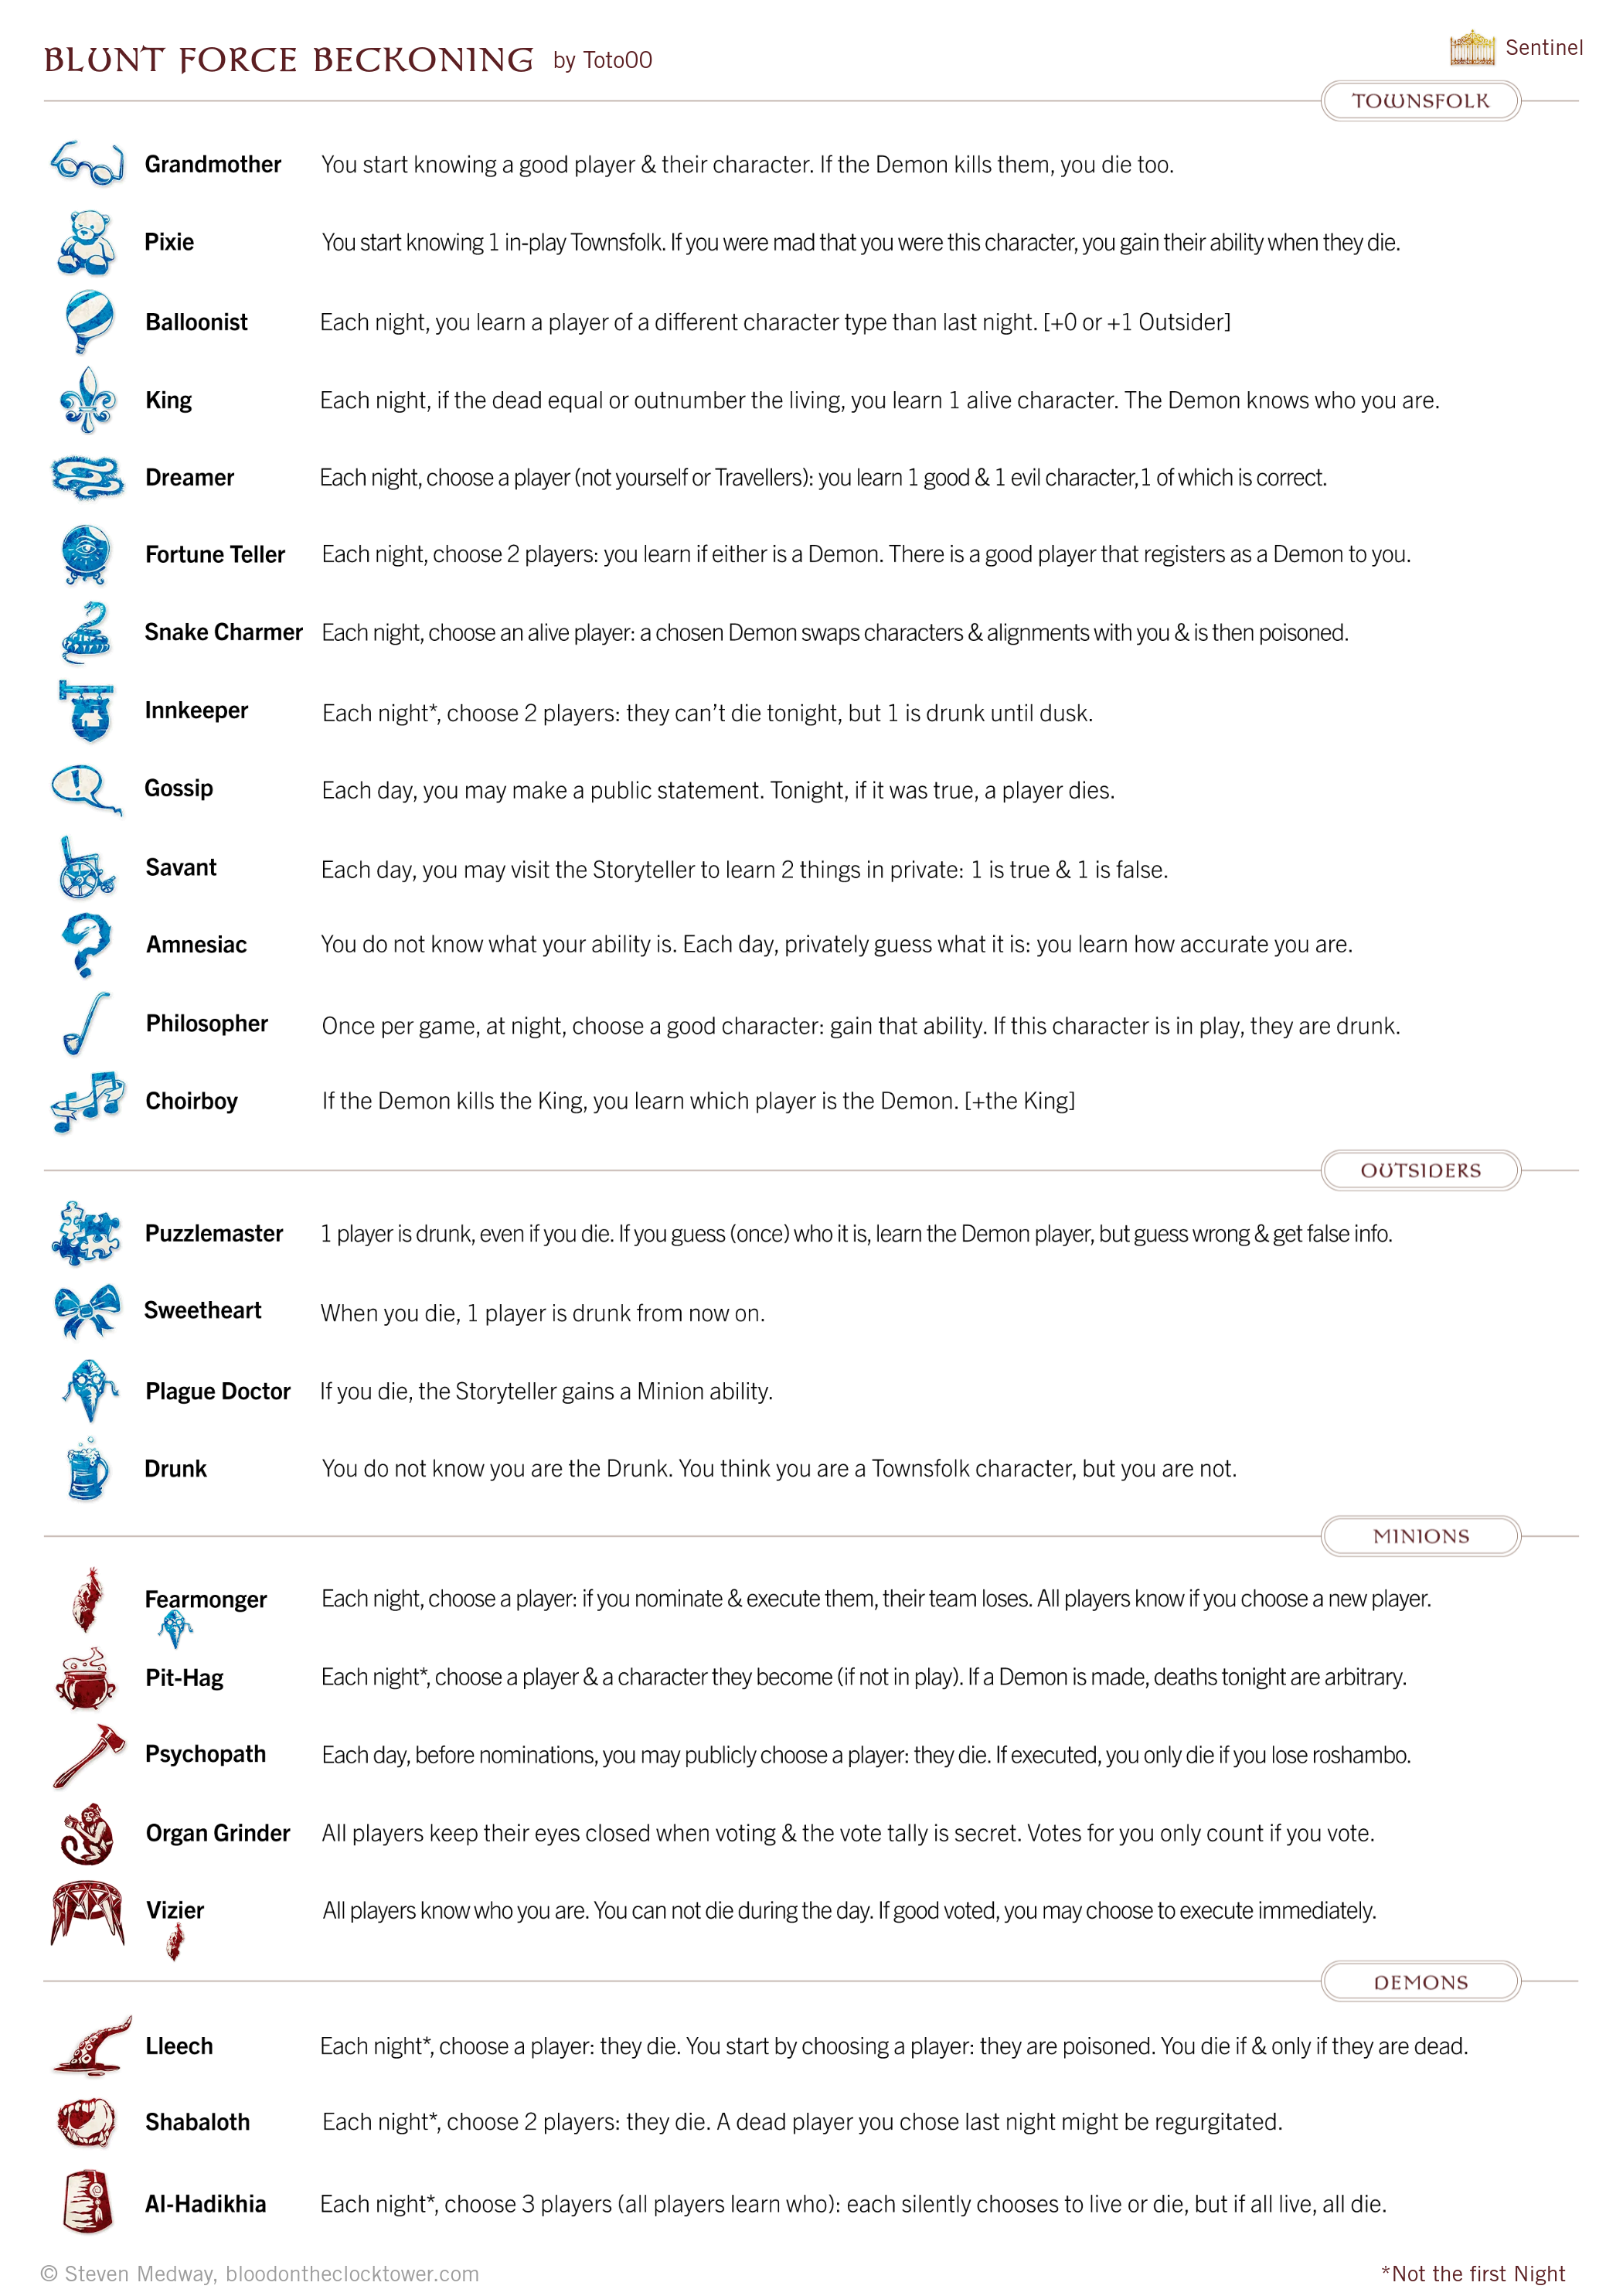 BLUNT FORCE BECKONING by Toto00
Sentinel
TOWNSFOLK
Grandmother You start knowing a good player & their character. If the Demon kills them, you die too.
Pixie You start knowing 1 in-play Townsfolk. If you were mad that you were this character, you gain their ability when they die.
Balloonist Each night, you learn a player of a different character type than last night. [+0 or +1 Outsider]
King Each night, if the dead equal or outnumber the living, you learn 1 alive character. The Demon knows who you are.
Dreamer Each night, choose a player (not yourself or Travellers): you learn 1 good & 1 evil character, 1 of which is correct.
Fortune Teller Each night, choose 2 players: you learn if either is a Demon. There is a good player that registers as a Demon to you.
Snake Charmer Each night, choose an alive player: a chosen Demon swaps characters & alignments with you & is then poisoned.
Innkeeper Each night*, choose 2 players: they can't die tonight, but 1 is drunk until dusk.
Gossip Each day, you may make a public statement. Tonight, if it was true, a player dies.
Savant Each day, you may visit the Storyteller to learn 2 things in private: 1 is true & 1 is false.
Amnesiac You do not know what your ability is. Each day, privately guess what it is: you learn how accurate you are.
Philosopher Once per game, at night, choose a good character: gain that ability. If this character is in play, they are drunk.
Choirboy If the Demon kills the King, you learn which player is the Demon. [+the King]
OUTSIDERS
Puzzlemaster 1 player is drunk, even if you die. If you guess (once) who it is, learn the Demon player, but guess wrong & get false info.
Sweetheart When you die, 1 player is drunk from now on.
Plague Doctor If you die, the Storyteller gains a Minion ability.
Drunk You do not know you are the Drunk. You think you are a Townsfolk character, but you are not.
MINIONS
Fearmonger Each night, choose a player: if you nominate & execute them, their team loses. All players know if you choose a new player.
Pit-Hag Each night*, choose a player & a character they become (if not in play). If a Demon is made, deaths tonight are arbitrary.
Psychopath Each day, before nominations, you may publicly choose a player: they die. If executed, you only die if you lose roshambo.
Organ Grinder All players keep their eyes closed when voting & the vote tally is secret. Votes for you only count if you vote.
Vizier All players know who you are. You can not die during the day. If good voted, you may choose to execute immediately.
DEMONS
Lleech Each night*, choose a player: they die. You start by choosing a player: they are poisoned. You die if & only if they are dead.
Shabaloth Each night*, choose 2 players: they die. A dead player you chose last night might be regurgitated.
Al-Hadikhia Each night*, choose 3 players (all players learn who): each silently chooses to live or die, but if all live, all die.
© Steven Medway, bloodontheclocktower.com
*Not the first Night